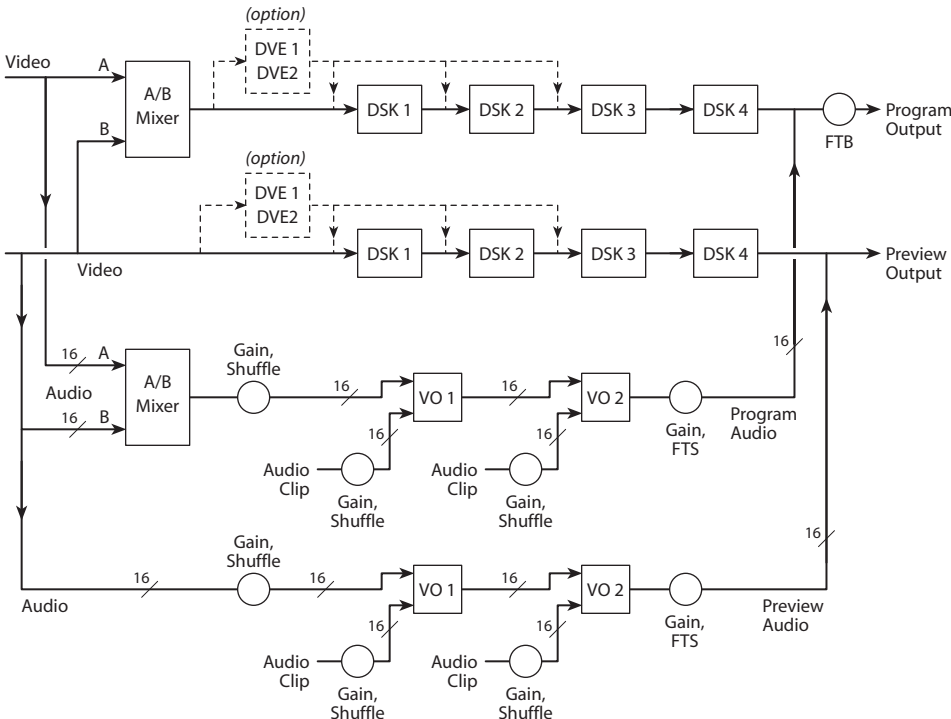 (option)
Video
A
DVE 1
DVE2
A/B
Mixer
DSK 1
DSK 2
DSK 3
DSK 4
Program
Output
B
FTB
(option)
DVE 1
DVE2
DSK 1
DSK 2
DSK 3
DSK 4
Preview
Output
Video
16
A
Gain,
Shuffle
16
Audio
A/B
Mixer
16
VO 1
16
VO 2
16
B
16
16
Program
Audio
Gain,
FTS
Audio
Clip
Gain,
Shuffle
Audio
Clip
Gain,
Shuffle
16
Gain,
Shuffle
16
16
VO 1
16
VO 2
Audio
Preview
Audio
16
16
Gain,
FTS
Audio
Clip
Gain,
Shuffle
Audio
Clip
Gain,
Shuffle